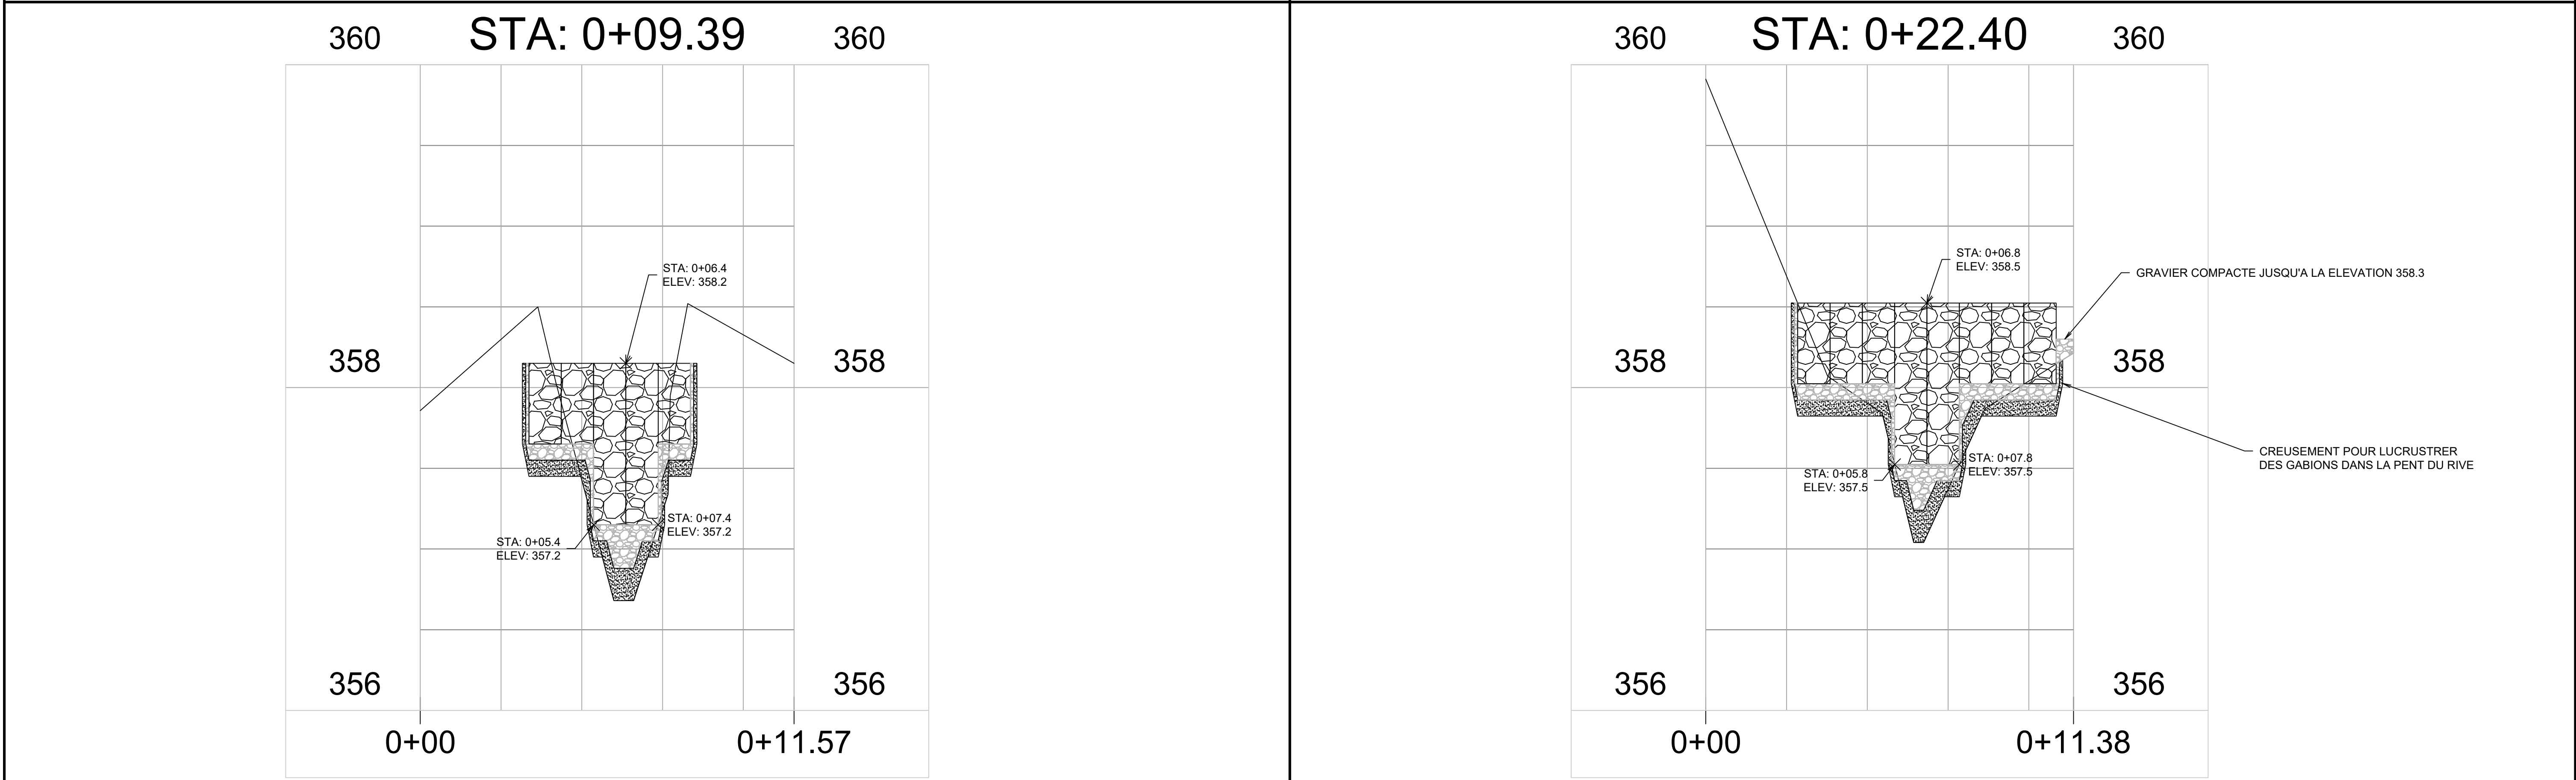 STA: 0+09.39
360
360
STA: 0+06.4
ELEV: 358.2
358
358
STA: 0+07.4
ELEV: 357.2
STA: 0+05.4
ELEV: 357.2
356
356
0+00
0+11.57
STA: 0+22.40
360
360
STA: 0+06.8
ELEV: 358.5
GRAVIER COMPACTE JUSQU'A LA ELEVATION 358.3
358
358
CREUSEMENT POUR LUCRUSTRER
DES GABIONS DANS LA PENT DU RIVE
STA: 0+07.8
ELEV: 357.5
STA: 0+05.8
ELEV: 357.5
356
356
0+00
0+11.38